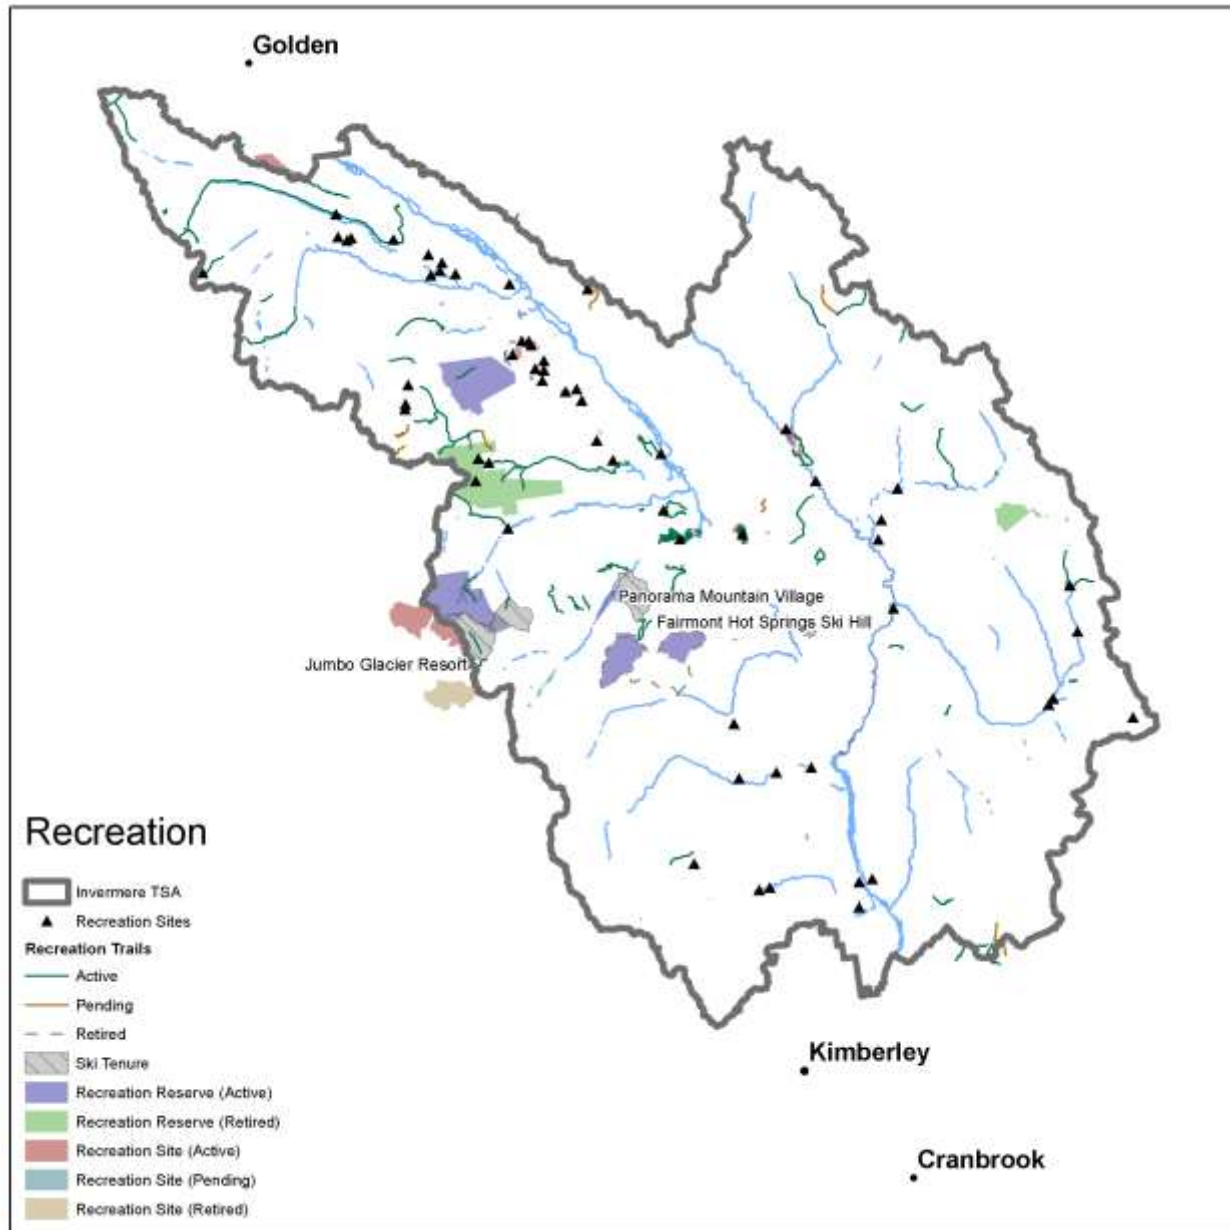 Golden
Panorama Mountain Village
Fairmont Hot Springs Ski Hill
Jumbo Glacier Resort
Recreation
Invermere TSA
Recreation Sites
Recreation Trails
Active
Pending
Retired
Ski Tenure
Recreation Reserve (Active)
Recreation Reserve (Retired)
Recreation Site (Active)
Recreation Site (Pending)
Recreation Site (Retired)
Kimberley
Cranbrook